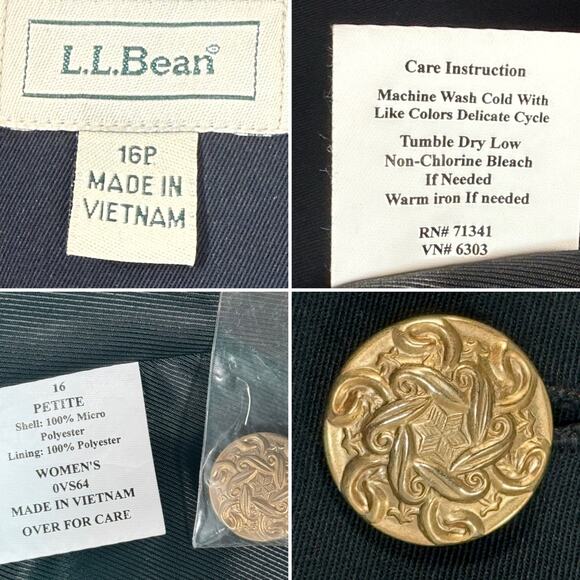 L.L.Bean®
16P
MADE IN
VIETNAM
Care Instruction
Machine Wash Cold With
Like Colors Delicate Cycle
Tumble Dry Low
Non-Chlorine Bleach
If Needed
Warm iron If needed
RN# 71341
VN# 6303
16
PETITE
Shell: 100% Micro
Polyester
Lining: 100% Polyester
WOMEN'S
0VS64
MADE IN VIETNAM
OVER FOR CARE